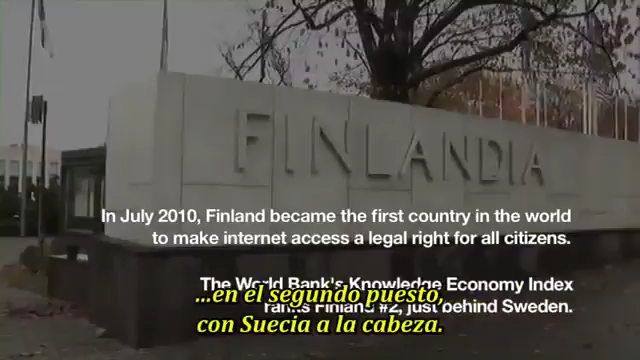 FINLANDIA
In July 2010, Finland became the first country in the world
to make internet access a legal right for all citizens.
The World Bank's Knowledge Economy Index
ranks Finland #2, just behind Sweden.
...en el segundo puesto,
con Suecia a la cabeza.